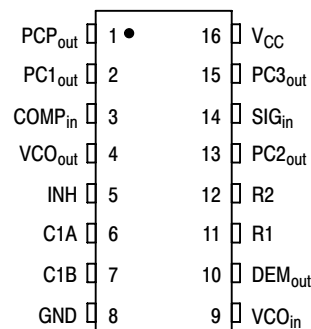 PCPout 1 16 VCC
PC1out 2 15 PC3out
COMPin 3 14 SIGin
VCOout 4 13 PC2out
INH 5 12 R2
C1A 6 11 R1
C1B 7 10 DEMout
GND 8 9 VCOin